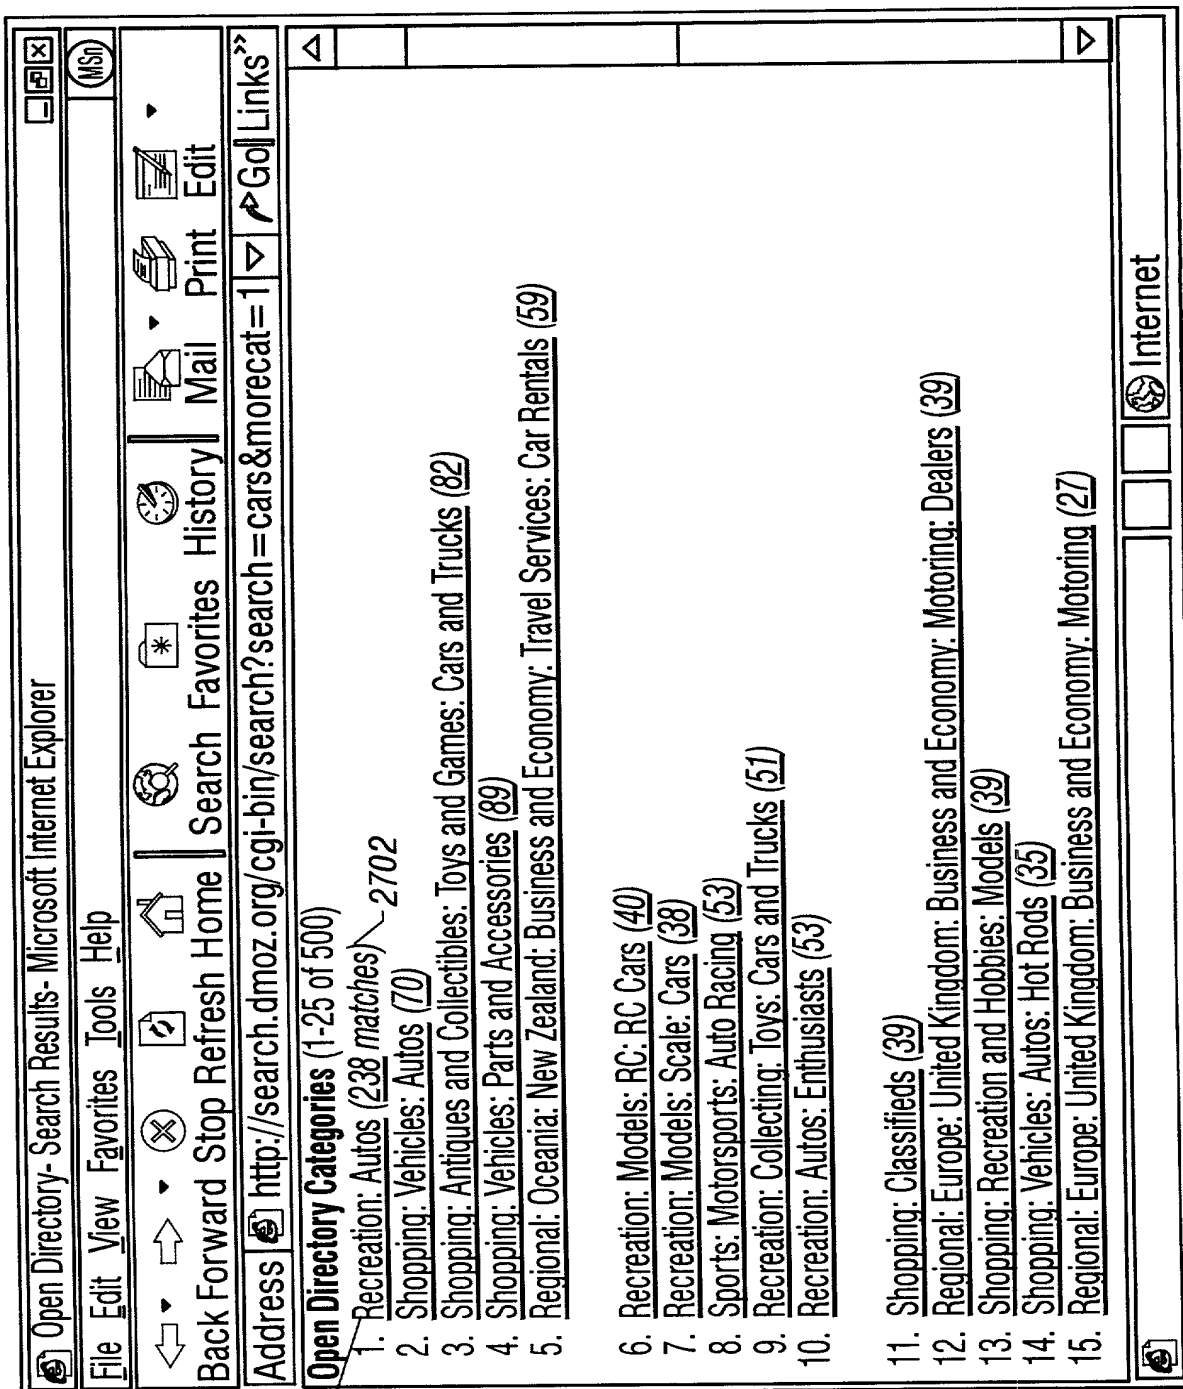 Open Directory- Search Results- Microsoft Internet Explorer
File Edit View Favorites Tools Help
MSn
Back Forward Stop Refresh Home Search Favorites History Mail Print Edit
Address http://search.dmoz.org/cgi-bin/search?search=cars&morecat=1 Go Links»
Open Directory Categories (1-25 of 500)
1. Recreation: Autos (238 matches) 2702
2. Shopping: Vehicles: Autos (70)
3. Shopping: Antiques and Collectibles: Toys and Games: Cars and Trucks (82)
4. Shopping: Vehicles: Parts and Accessories (89)
5. Regional: Oceania: New Zealand: Business and Economy: Travel Services: Car Rentals (59)
6. Recreation: Models: RC: RC Cars (40)
7. Recreation: Models: Scale: Cars (38)
8. Sports: Motorsports: Auto Racing (53)
9. Recreation: Collecting: Toys: Cars and Trucks (51)
10. Recreation: Autos: Enthusiasts (53)
11. Shopping: Classifieds (39)
12. Regional: Europe: United Kingdom: Business and Economy: Motoring: Dealers (39)
13. Shopping: Recreation and Hobbies: Models (39)
14. Shopping: Vehicles: Autos: Hot Rods (35)
15. Regional: Europe: United Kingdom: Business and Economy: Motoring (27)
Internet